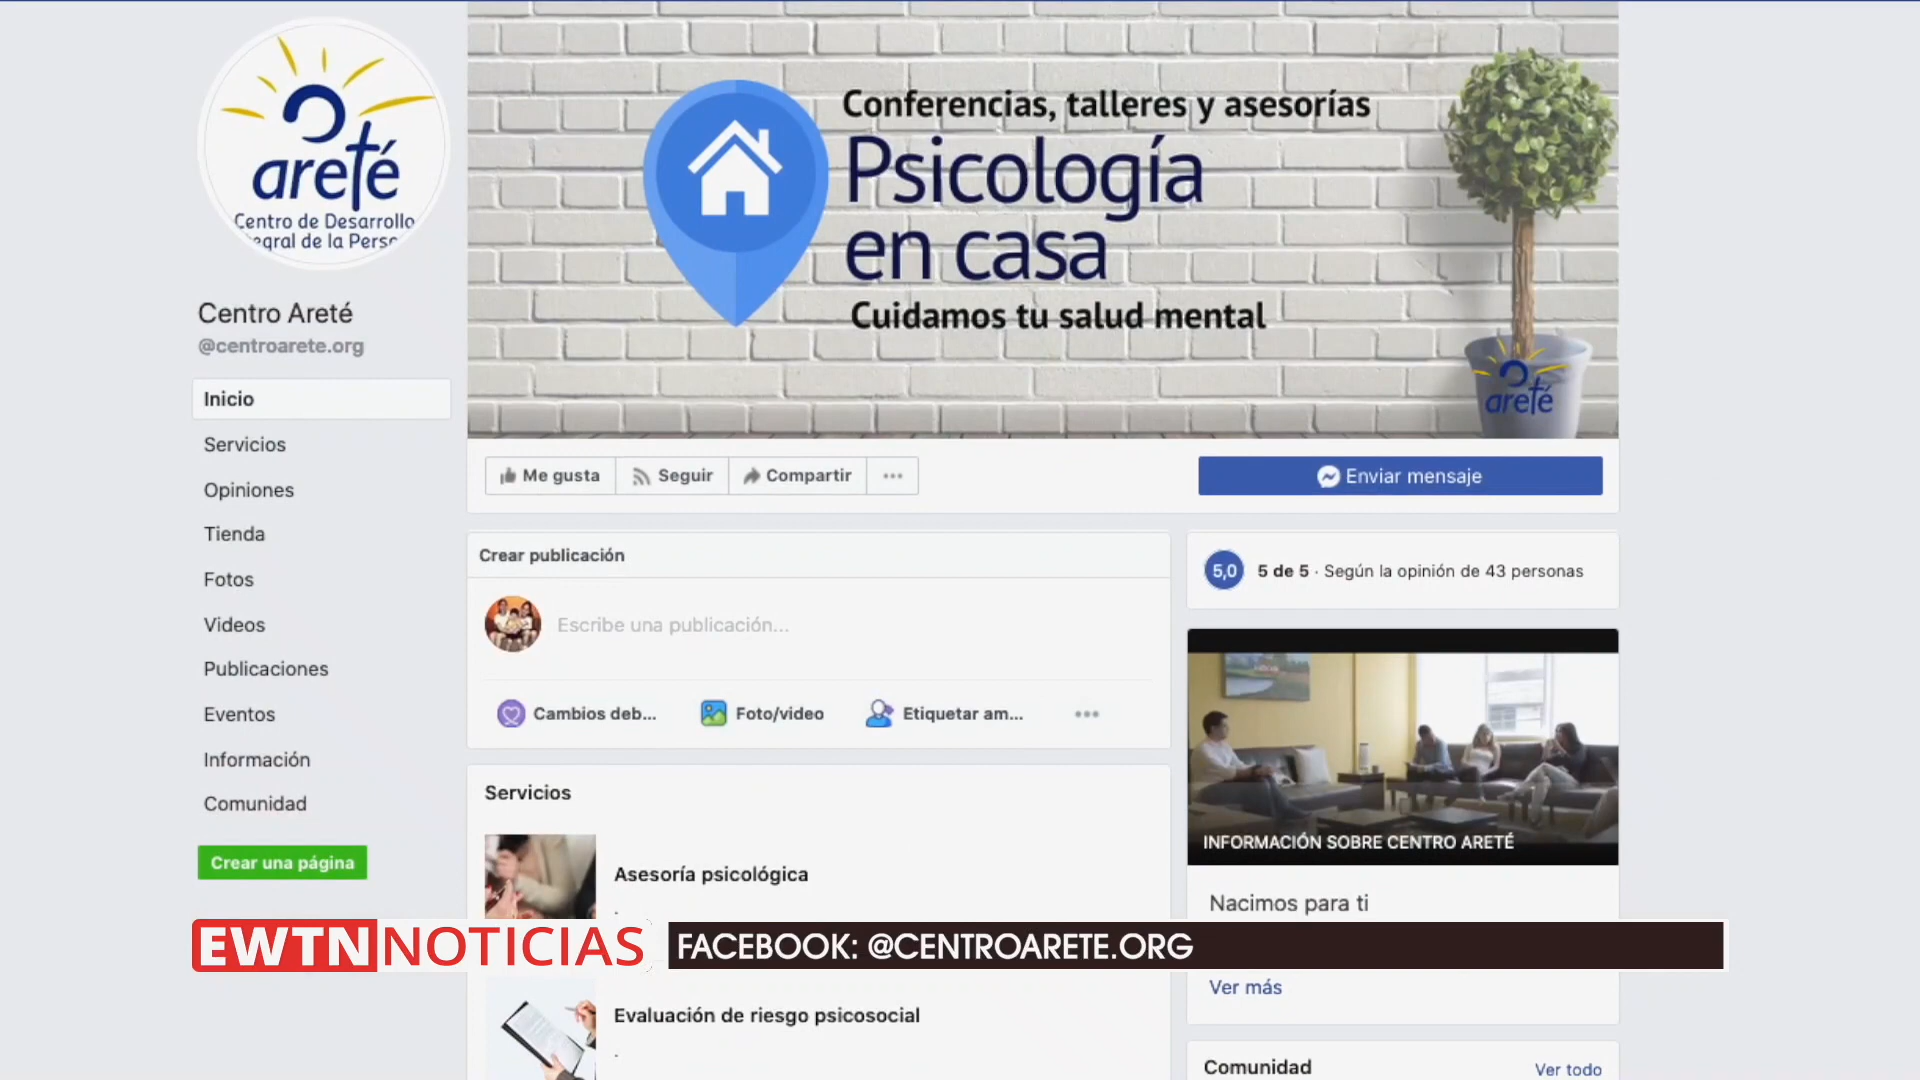 areté
Centro de Desarrollo
egral de la Perso
Centro Areté
@centroarete.org
Inicio
Servicios
Opiniones
Tienda
Fotos
Videos
Publicaciones
Eventos
Información
Comunidad
Crear una página
Conferencias, talleres y asesorías
Psicología
en casa
Cuidamos tu salud mental
areté
Me gusta
Seguir
Compartir
...
Enviar mensaje
Crear publicación
Escribe una publicación...
Cambios deb...
Foto/video
Etiquetar am...
...
Servicios
Asesoría psicológica
.
Evaluación de riesgo psicosocial
.
5,0 5 de 5 · Según la opinión de 43 personas
INFORMACIÓN SOBRE CENTRO ARETÉ
Nacimos para ti
Ver más
Comunidad
Ver todo
EWTN NOTICIAS
FACEBOOK: @CENTROARETE.ORG